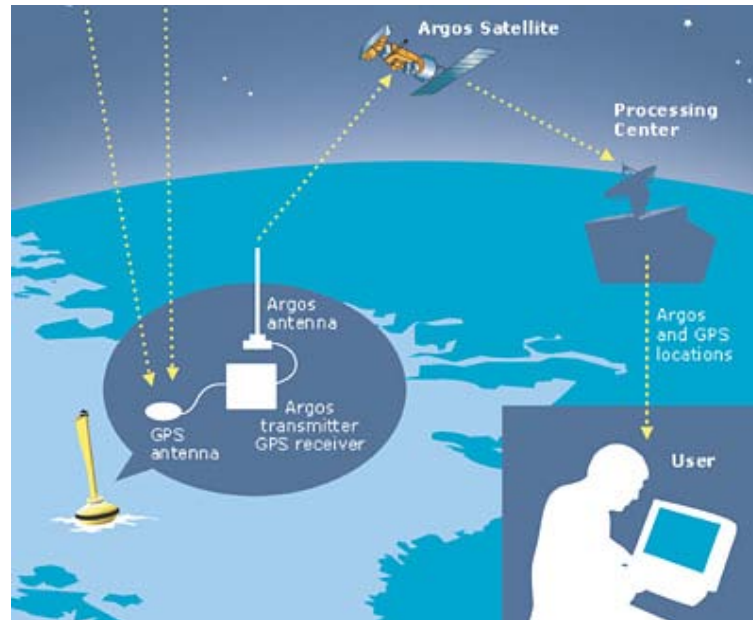 Argos Satellite
Processing
Center
Argos
antenna
Argos
and GPS
locations
GPS
antenna
Argos
transmitter
GPS receiver
User